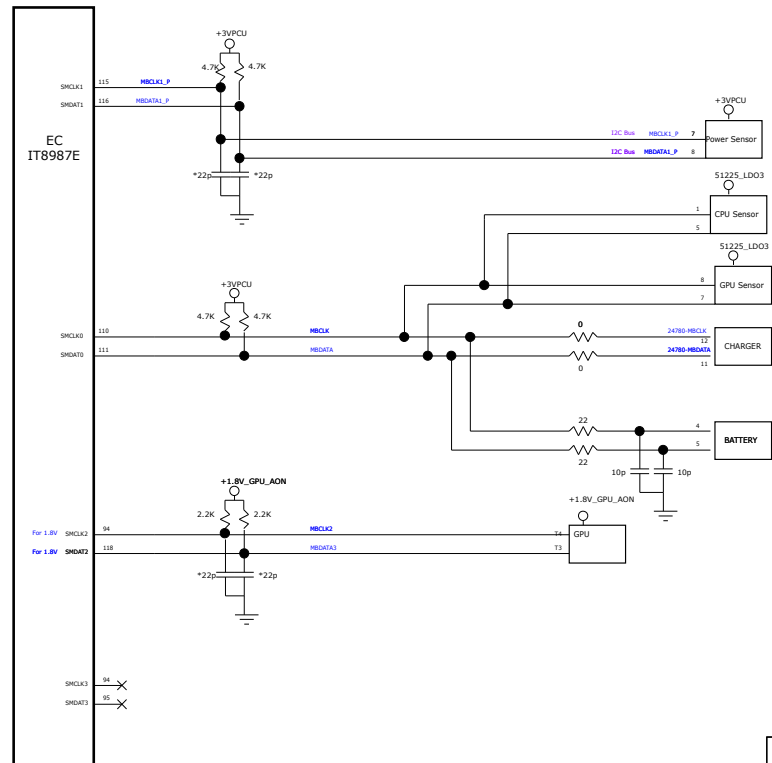 +3VPCU
4.7K 4.7K
SMCLK1 115 MBCLK1_P
SMDAT1 116 MBDATA1_P
EC
IT8987E
+3VPCU
I2C Bus MBCLK1_P 7 Power Sensor
I2C Bus MBDATA1_P 8
*22p *22p
51225_LDO3
1 CPU Sensor
5
51225_LDO3
8 GPU Sensor
7
+3VPCU
4.7K 4.7K
SMCLK0 110 MBCLK 0 24780-MBCLK
12 CHARGER
SMDAT0 111 MBDATA 24780-MBDATA
0 11
22 4
BATTERY
5
22
10p 10p
+1.8V_GPU_AON
2.2K 2.2K
+1.8V_GPU_AON
For 1.8V SMCLK2 94 MBCLK2 T4 GPU
For 1.8V SMDAT2 118 MBDATA3 T3
*22p *22p
SMCLK3 94
SMDAT3 95